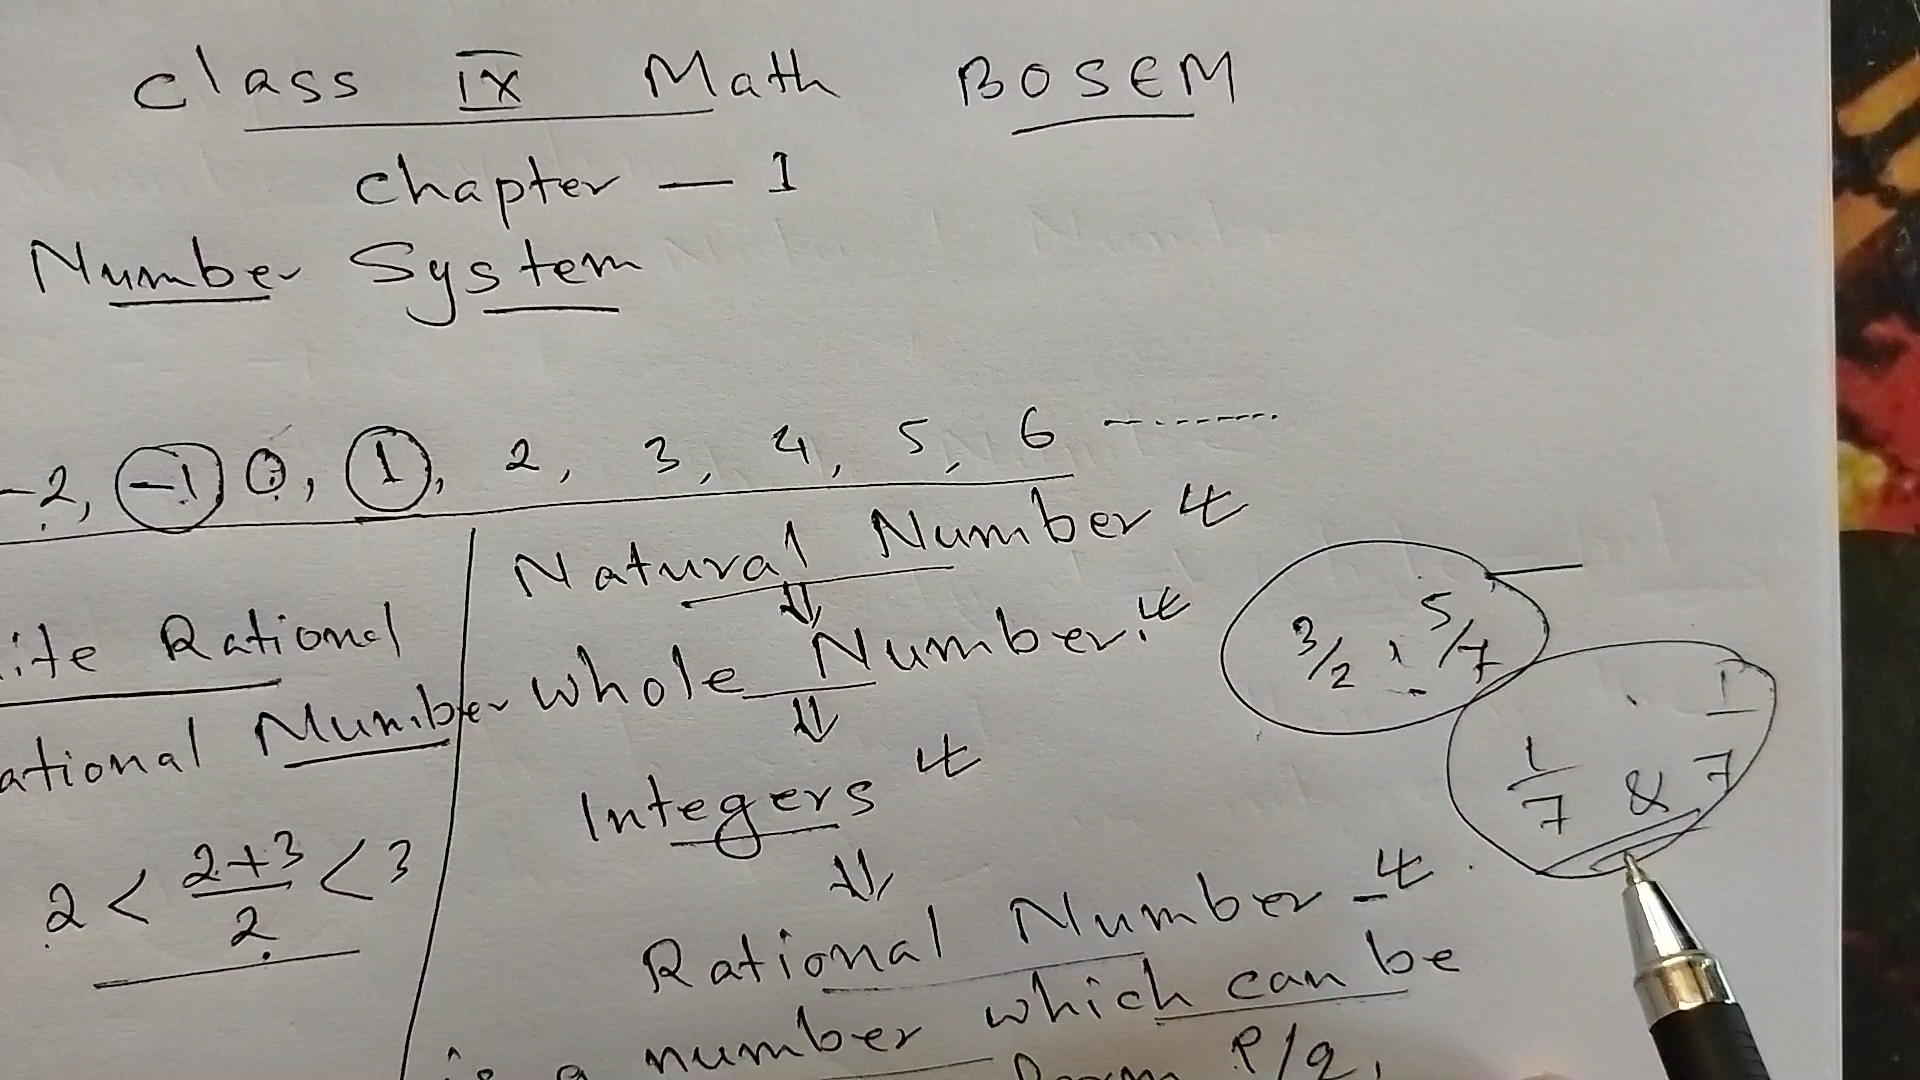 Class IX Math BOSEM
Chapter - 1
Number System
-2, -1, 0, 1, 2, 3, 4, 5, 6 --------
Natural Number
⇓
Whole Number
⇓
Integers
⇓
Rational Number
number which can be
P/q,
3/2, 5/7
1/7 & 1/7
Rational
Number
2 < (2+3)/2 < 3